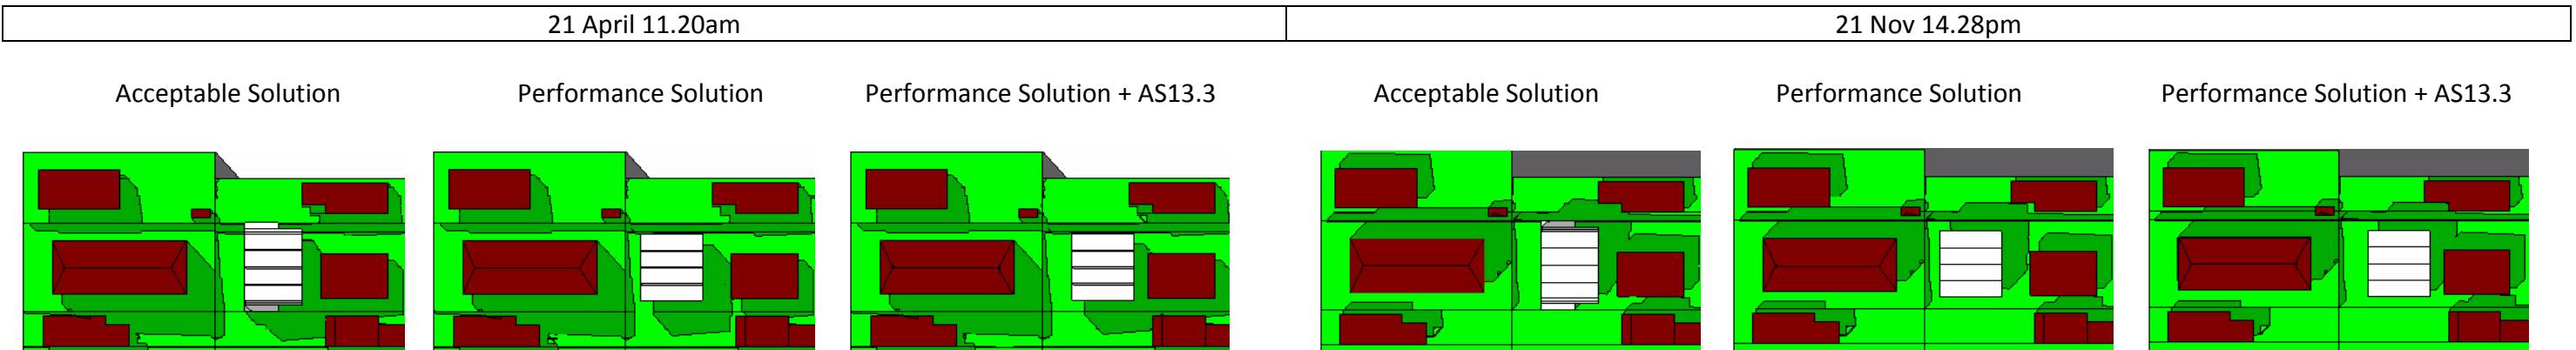 21 April 11.20am
21 Nov 14.28pm
Acceptable Solution
Performance Solution
Performance Solution + AS13.3
Acceptable Solution
Performance Solution
Performance Solution + AS13.3